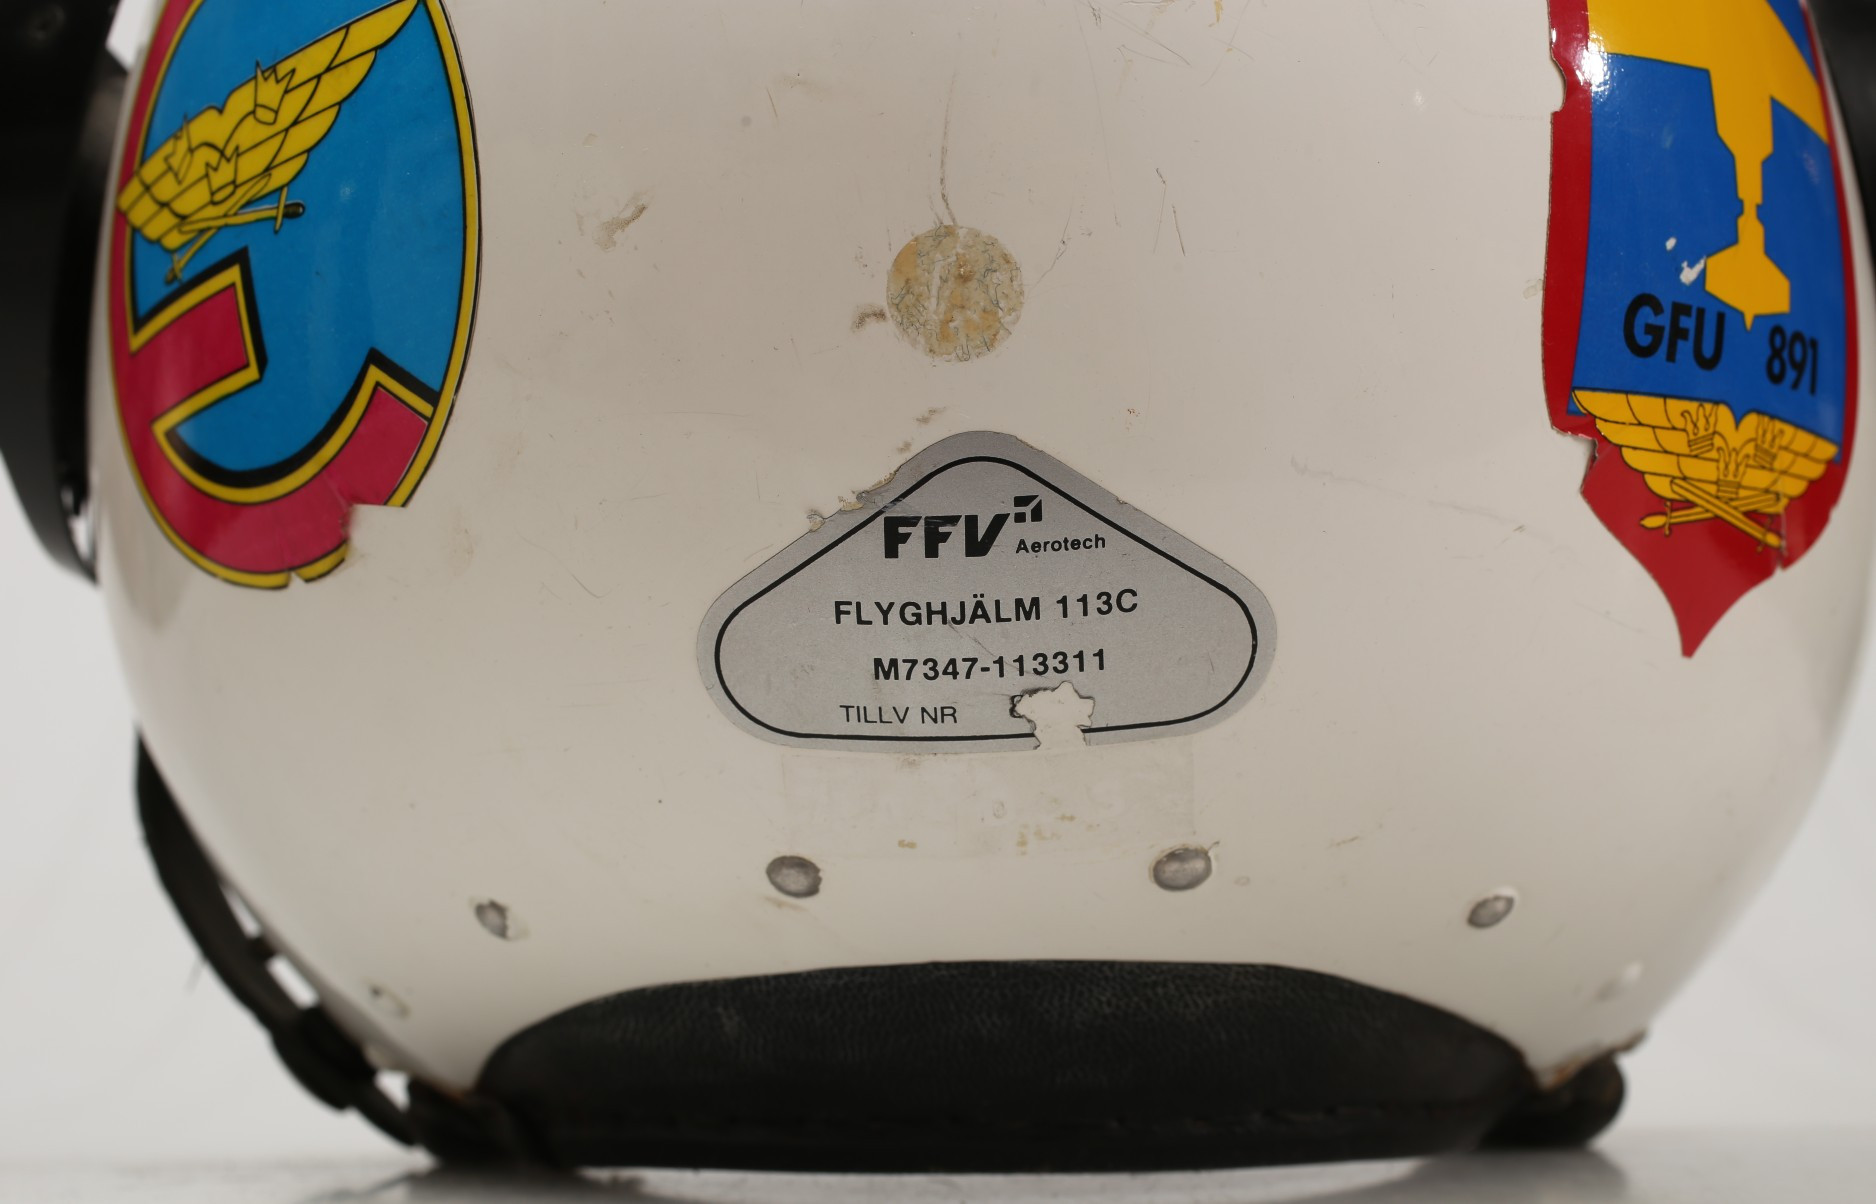 GFU 891
FFV Aerotech
FLYGHJÄLM 113C
M7347-113311
TILLV NR